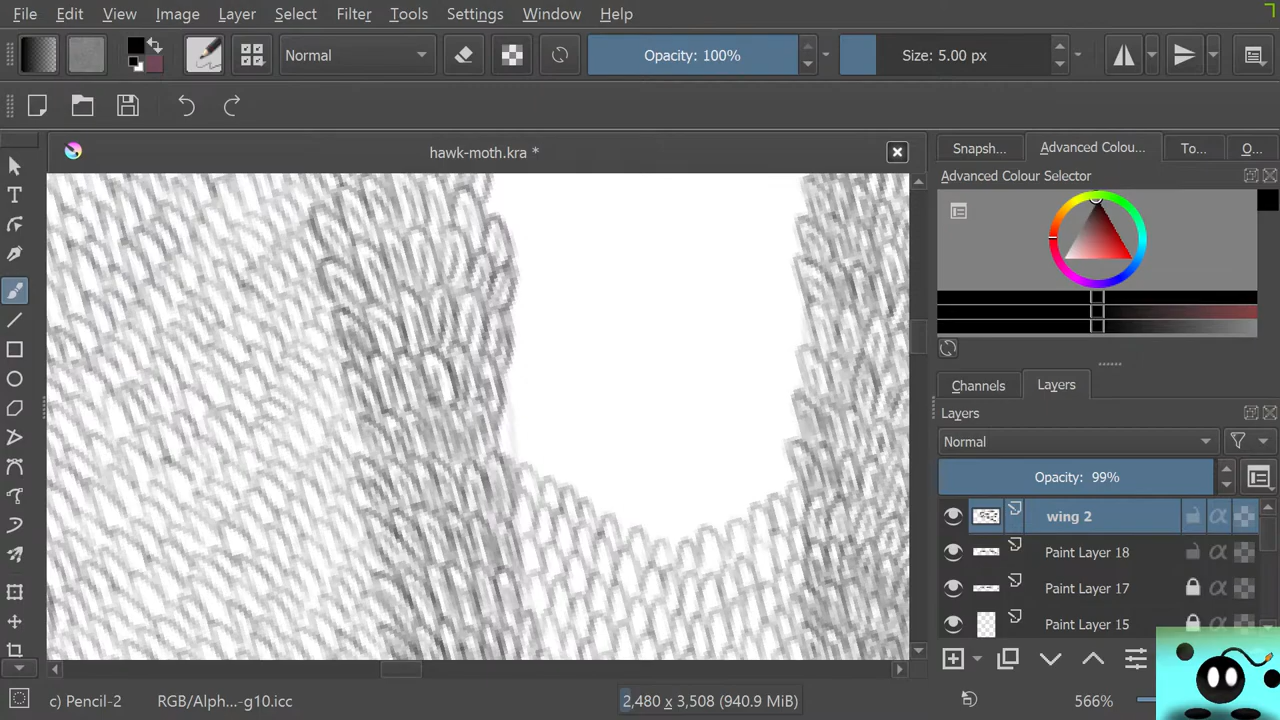 File Edit View Image Layer Select Filter Tools Settings Window Help
Normal Opacity: 100% Size: 5.00 px
hawk-moth.kra *
Snapsh... Advanced Colou... To... O...
Advanced Colour Selector
Channels Layers
Layers
Normal
Opacity: 99%
wing 2
Paint Layer 18
Paint Layer 17
Paint Layer 15
c) Pencil-2 RGB/Alph...-g10.icc 2,480 x 3,508 (940.9 MiB) 566%